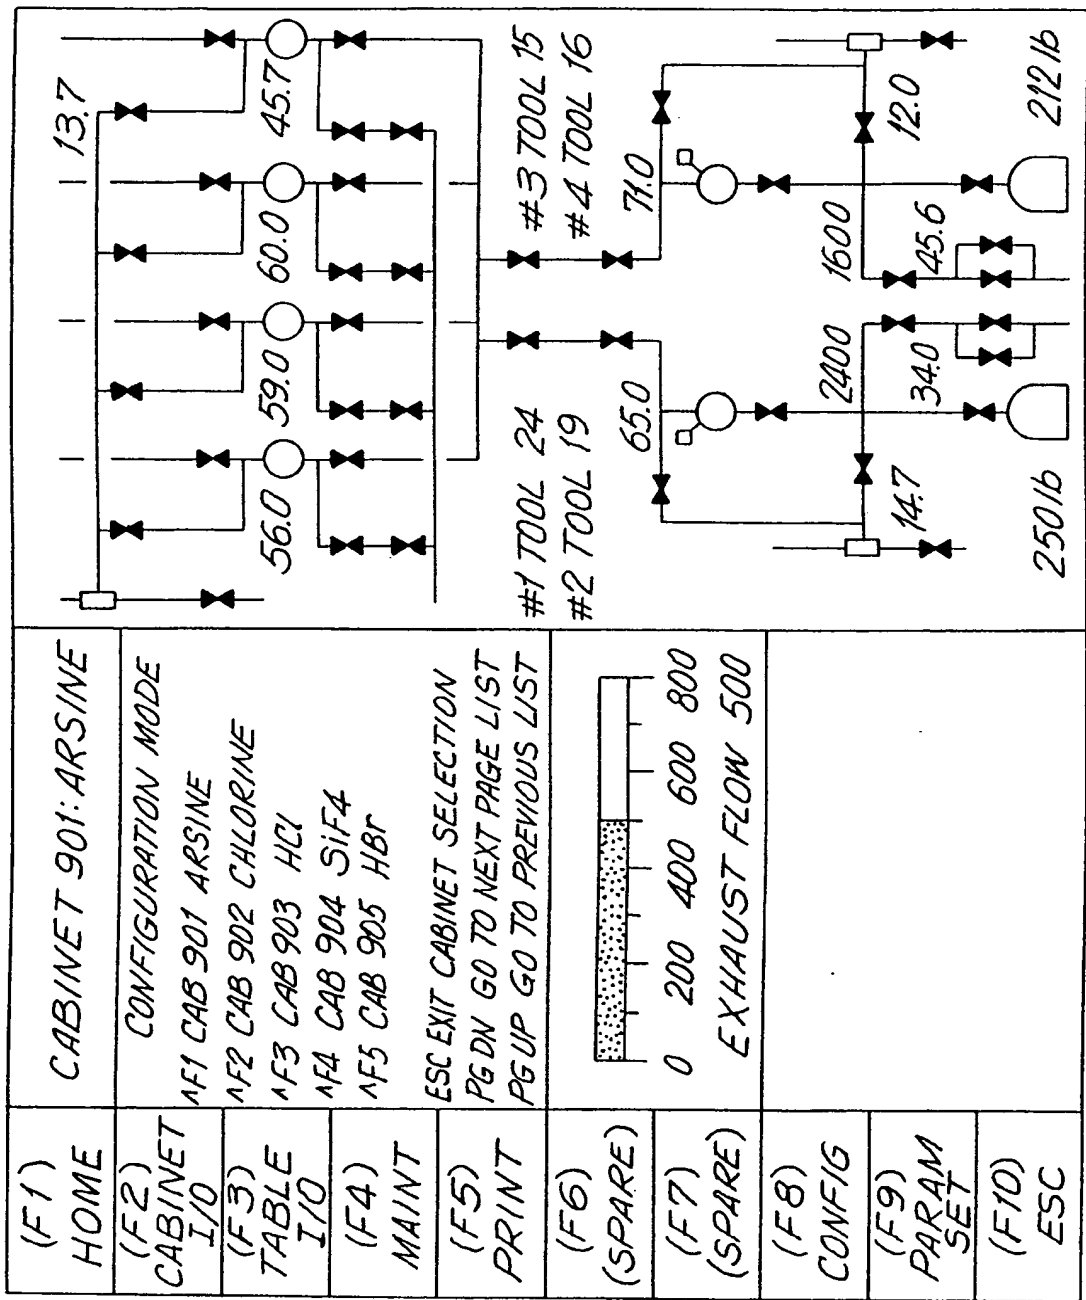 (F1)
HOME
(F2)
CABINET
I/O
(F3)
TABLE
I/O
(F4)
MAINT
(F5)
PRINT
(F6)
(SPARE)
(F7)
(SPARE)
(F8)
CONFIG
(F9)
PARAM
SET
(F10)
ESC
CABINET 901: ARSINE
CONFIGURATION MODE
^F1 CAB 901 ARSINE
^F2 CAB 902 CHLORINE
^F3 CAB 903 HCl
^F4 CAB 904 SiF4
^F5 CAB 905 HBr
ESC EXIT CABINET SELECTION
PG DN GO TO NEXT PAGE LIST
PG UP GO TO PREVIOUS LIST
0 200 400 600 800
EXHAUST FLOW 500
13.7
56.0 59.0 60.0 45.7
#1 TOOL 24
#2 TOOL 19
#3 TOOL 15
#4 TOOL 16
65.0 71.0
2400 1600
14.7 34.0 45.6 12.0
250 lb 212 lb